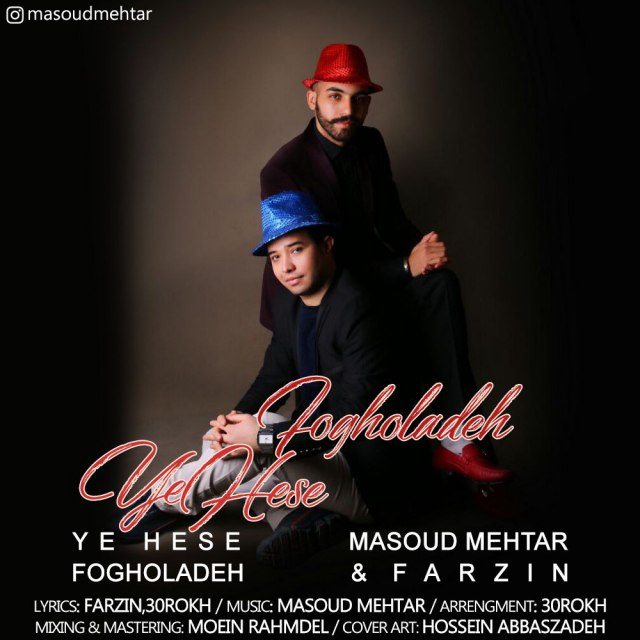 masoudmehtar
Fogholadeh
Ye Hese
YE HESE
FOGHOLADEH
MASOUD MEHTAR
& FARZIN
LYRICS: FARZIN,30ROKH / MUSIC: MASOUD MEHTAR / ARRENGMENT: 30ROKH
MIXING & MASTERING: MOEIN RAHMDEL / COVER ART: HOSSEIN ABBASZADEH